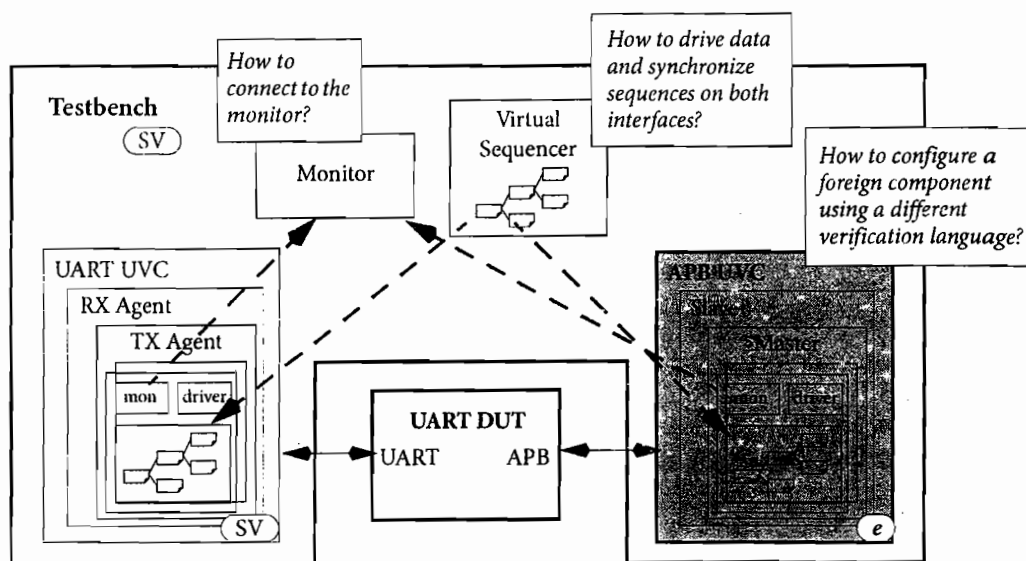 How to
connect to the
monitor?
How to drive data
and synchronize
sequences on both
interfaces?
How to configure a
foreign component
using a different
verification language?
Testbench
SV
Monitor
Virtual
Sequencer
UART UVC
RX Agent
TX Agent
mon driver
SV
UART DUT
UART APB
APB UVC
Master
driver
e